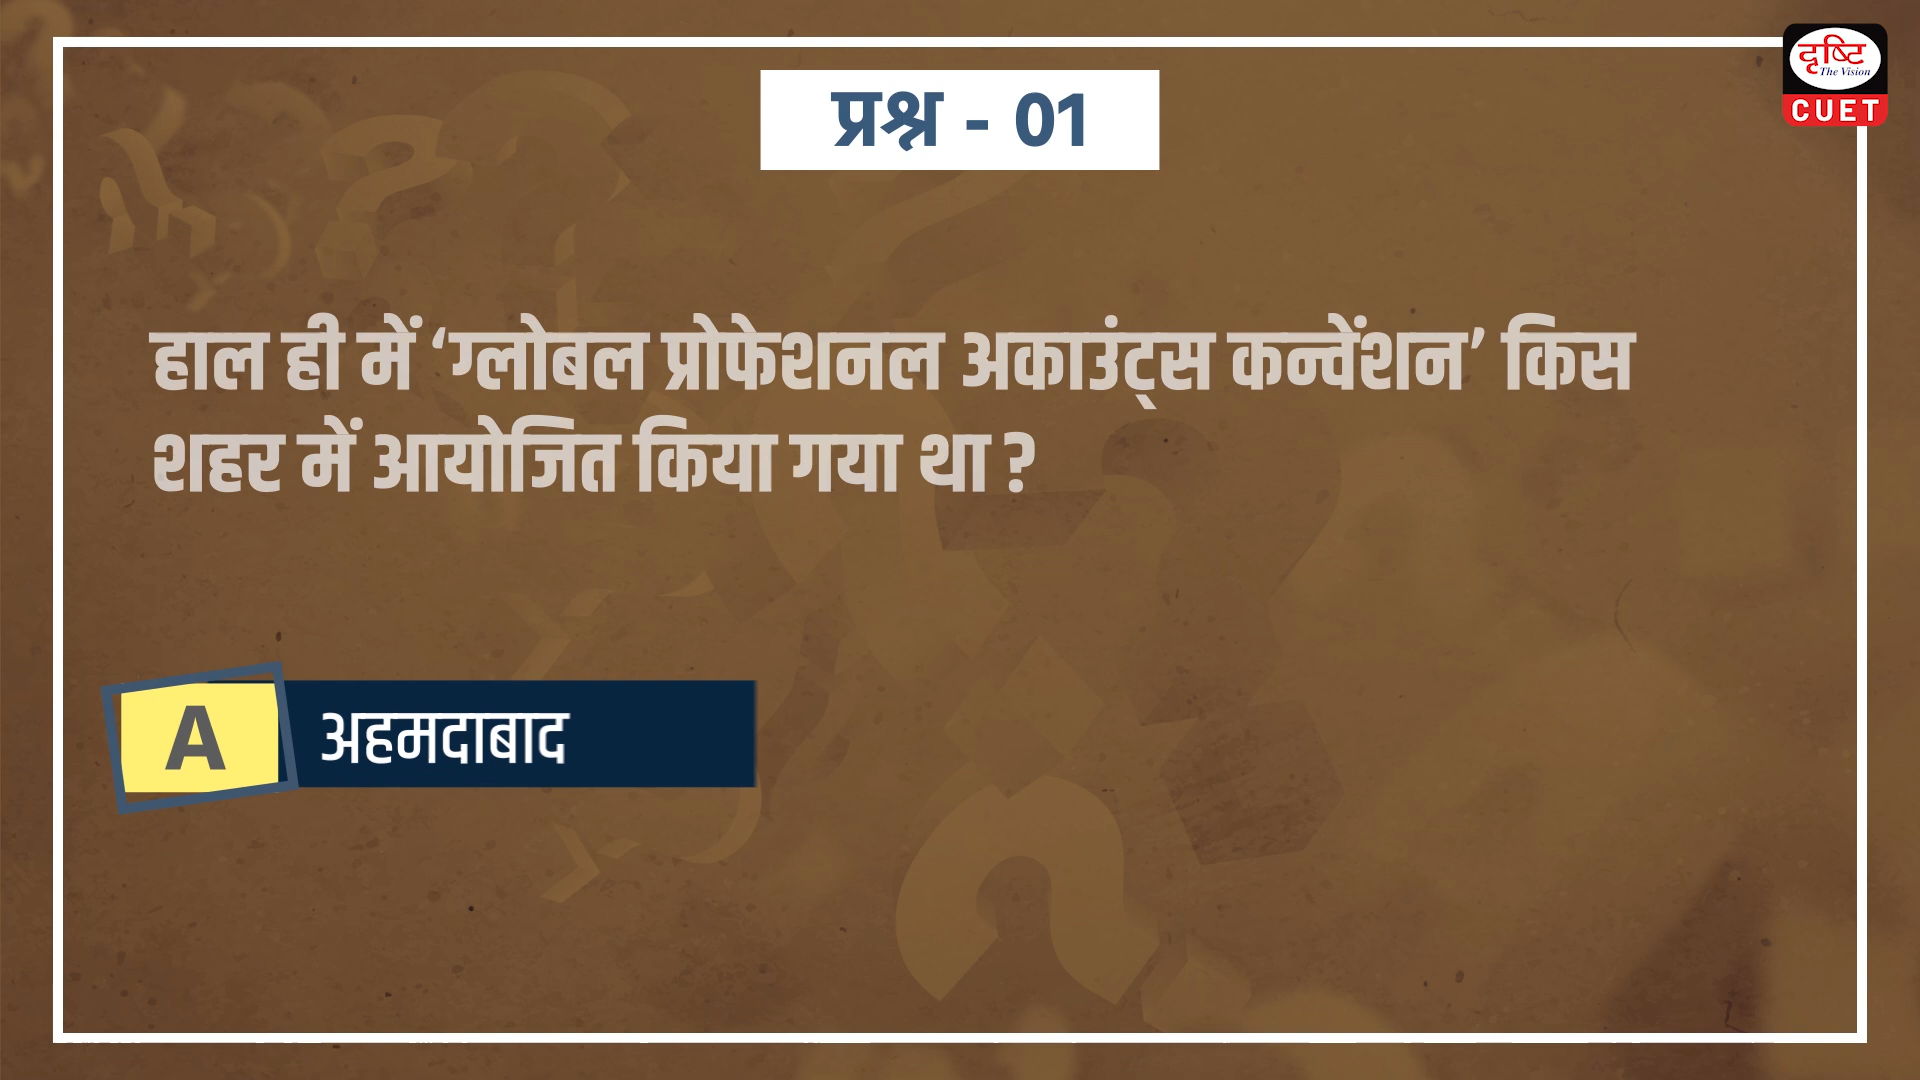 दृष्टि
The Vision
CUET
प्रश्न - 01
हाल ही में ‘ग्लोबल प्रोफेशनल अकाउंट्स कन्वेंशन’ किस
शहर में आयोजित किया गया था ?
A अहमदाबाद